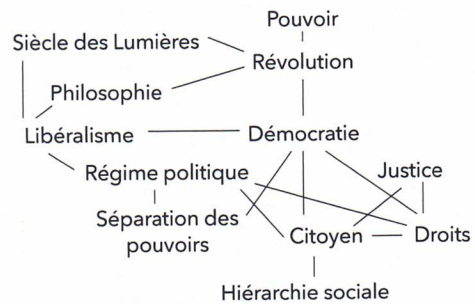 Pouvoir
Siècle des Lumières
Révolution
Philosophie
Libéralisme
Démocratie
Régime politique
Justice
Séparation des
pouvoirs
Citoyen
Droits
Hiérarchie sociale